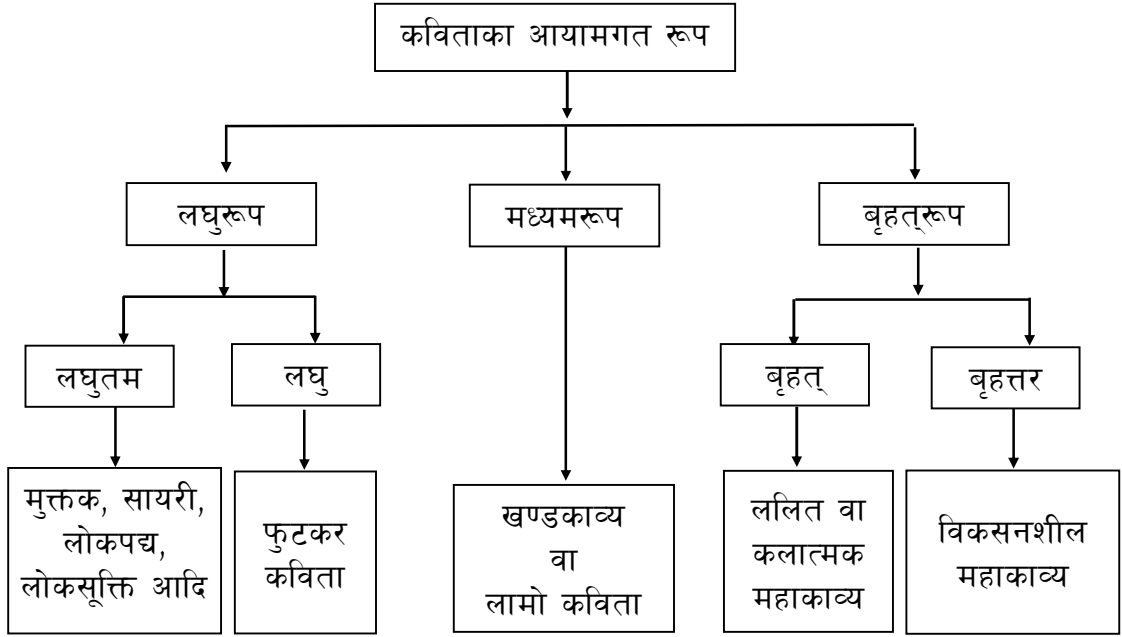 कविताका आयामगत रूप
लघुरूप
मध्यमरूप
बृहत्‌रूप
लघुतम
लघु
बृहत्
बृहत्तर
मुक्तक, सायरी,
लोकपद्य,
लोकसूक्ति आदि
फुटकर
कविता
खण्डकाव्य
वा
लामो कविता
ललित वा
कलात्मक
महाकाव्य
विकसनशील
महाकाव्य